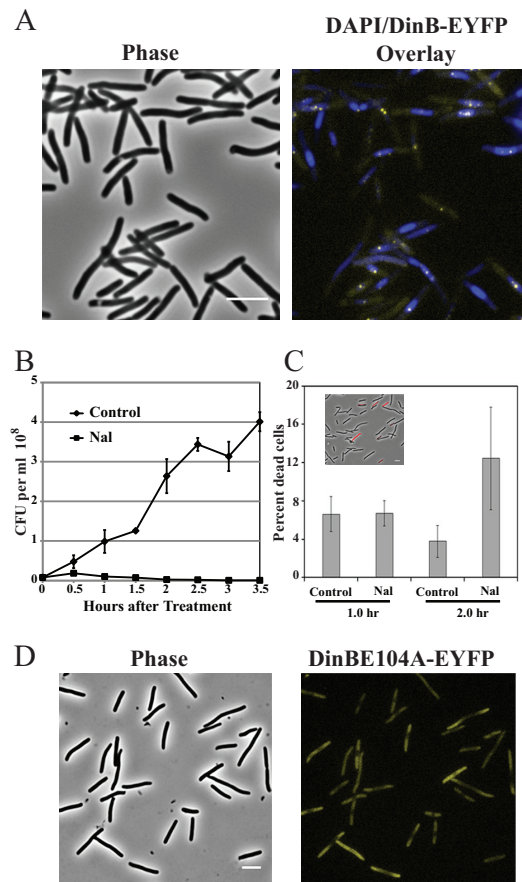 A
Phase
DAPI/DinB-EYFP
Overlay
B
CFU per ml 10⁸
5
4
3
2
1
0
Control
Nal
0
0.5
1
1.5
2
2.5
3
3.5
Hours after Treatment
C
Percent dead cells
20
16
12
8
4
0
Control
Nal
Control
Nal
1.0 hr
2.0 hr
D
Phase
DinBE104A-EYFP